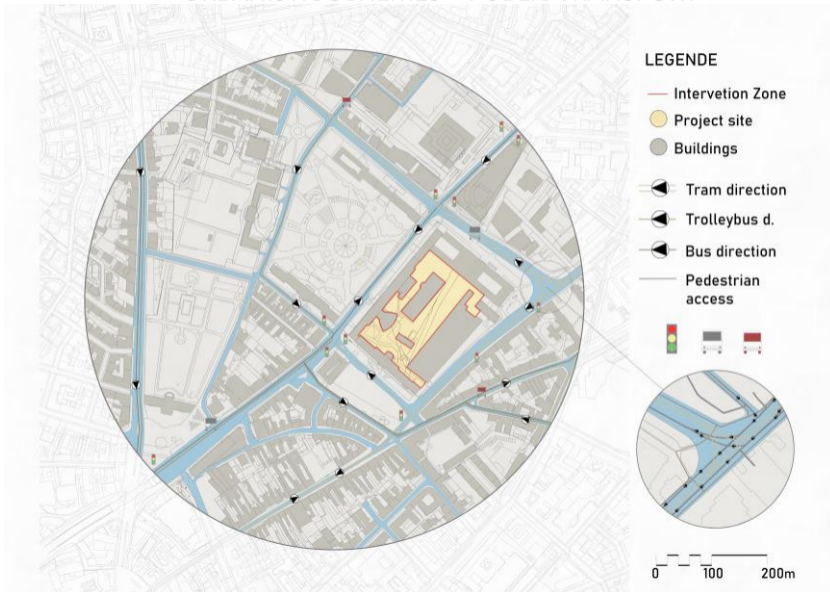 LEGENDE
Intervetion Zone
Project site
Buildings
Tram direction
Trolleybus d.
Bus direction
Pedestrian
access
0 100 200m